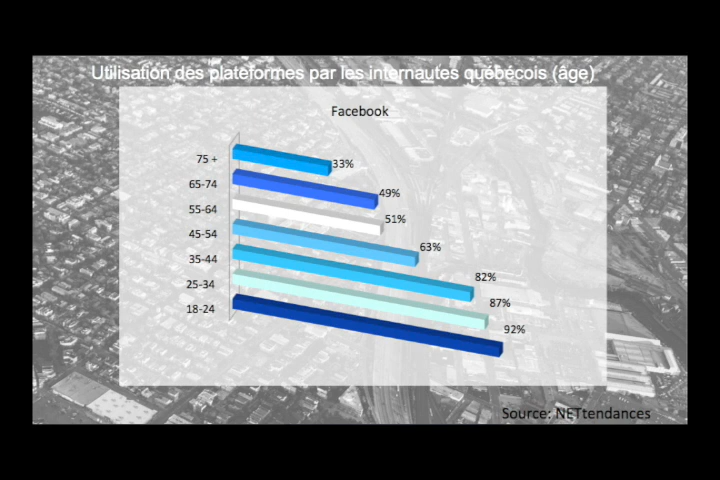 Utilisation des plateformes par les internautes québécois (âge)
Facebook
75 + 33%
65-74 49%
55-64 51%
45-54 63%
35-44 82%
25-34 87%
18-24 92%
Source: NETtendances